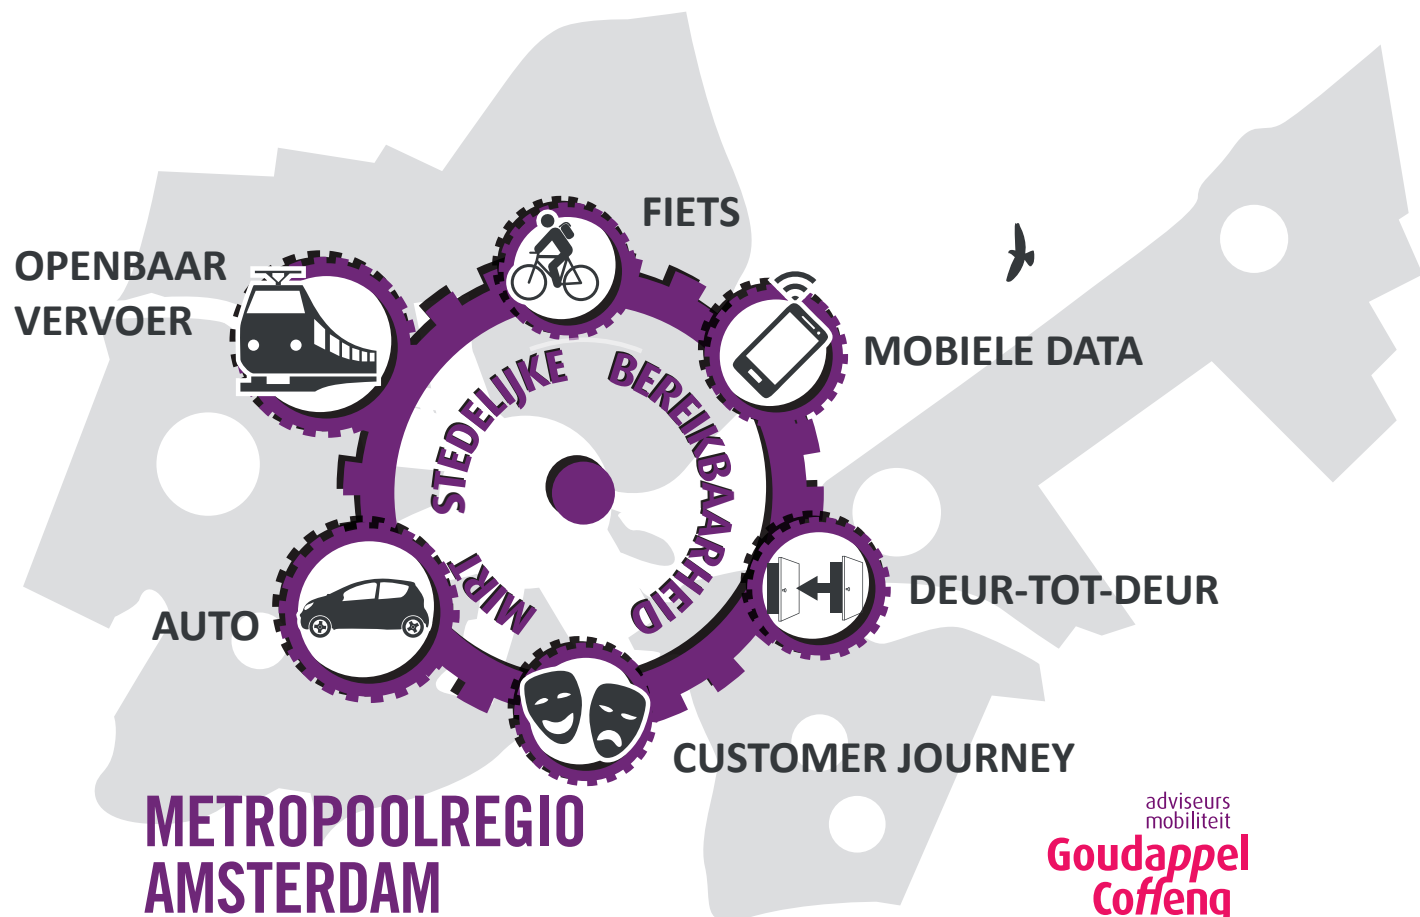 FIETS
OPENBAAR
VERVOER
MOBIELE DATA
MIRT STEDELIJKE BEREIKBAARHEID
DEUR-TOT-DEUR
AUTO
CUSTOMER JOURNEY
METROPOOLREGIO
AMSTERDAM
adviseurs
mobiliteit
Goudappel
Coffeng